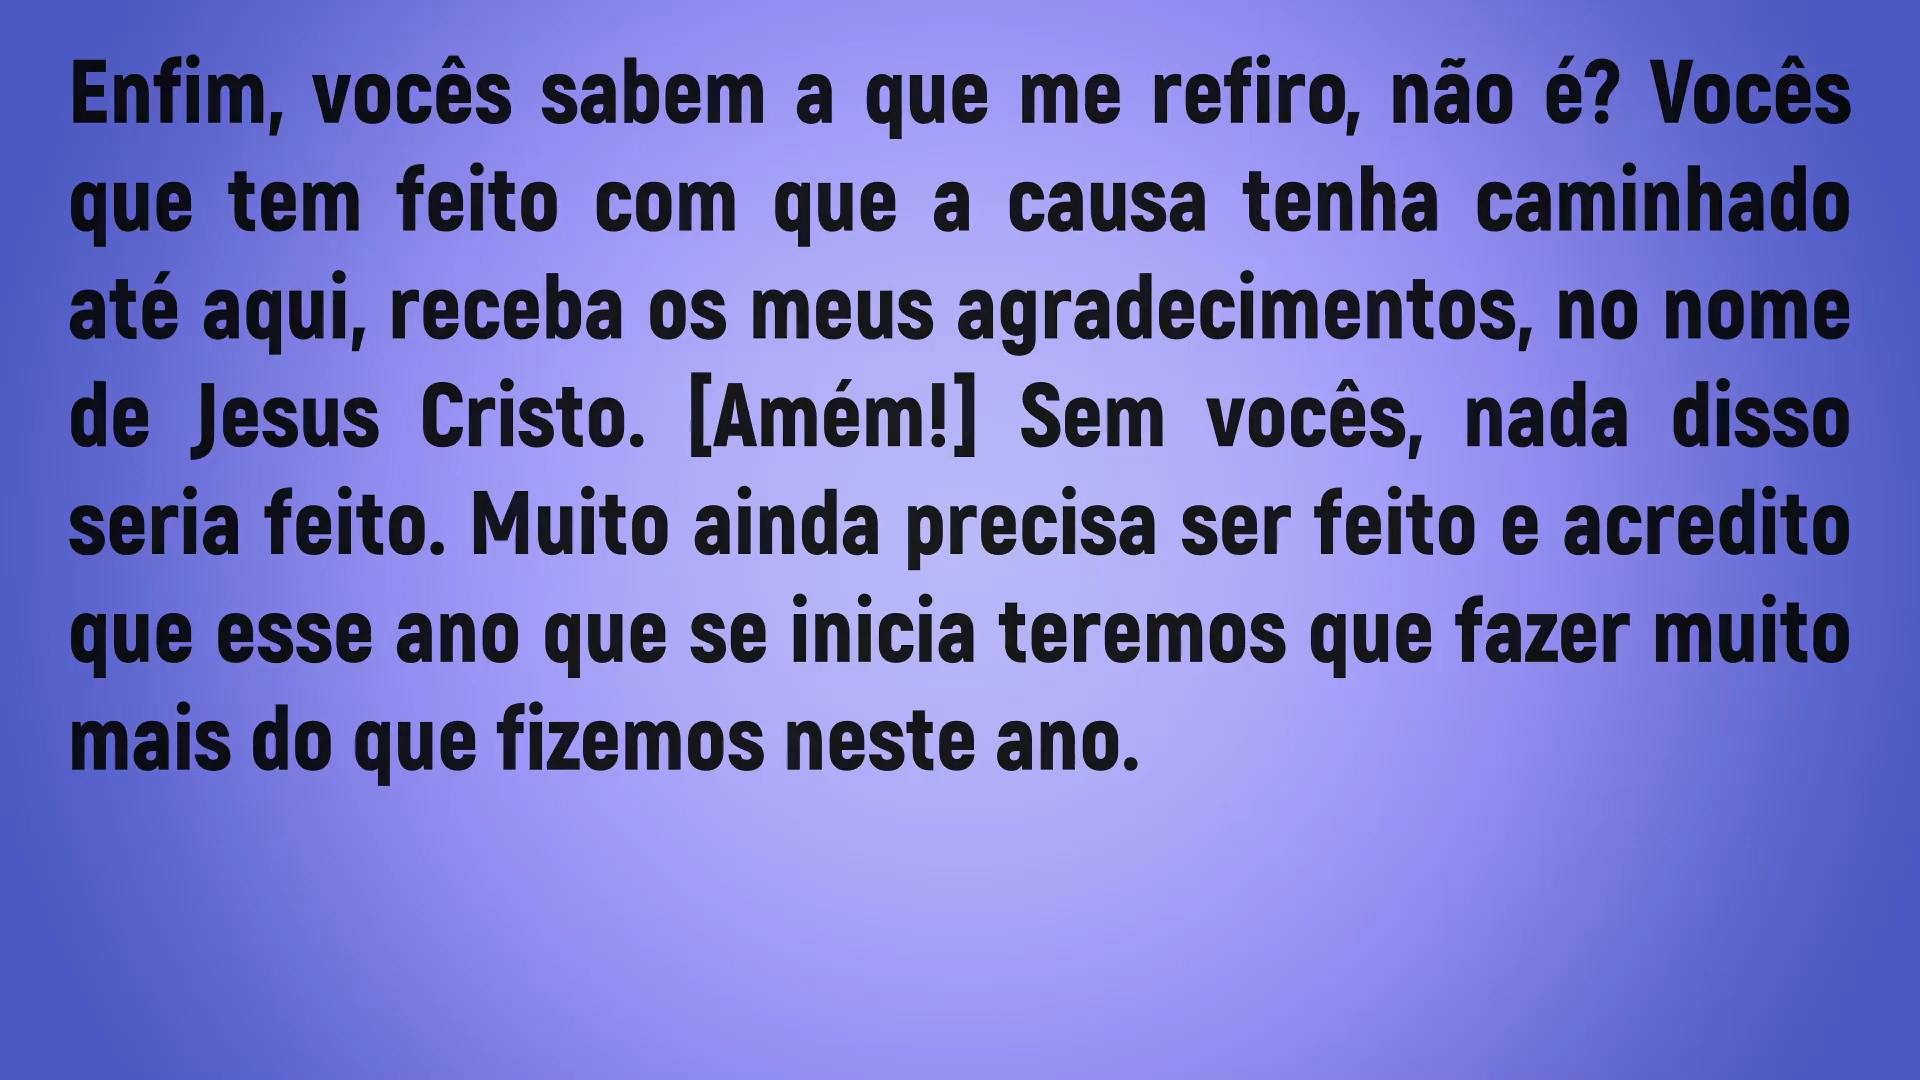 Enfim, vocês sabem a que me refiro, não é? Vocês
que tem feito com que a causa tenha caminhado
até aqui, receba os meus agradecimentos, no nome
de Jesus Cristo. [Amém!] Sem vocês, nada disso
seria feito. Muito ainda precisa ser feito e acredito
que esse ano que se inicia teremos que fazer muito
mais do que fizemos neste ano.